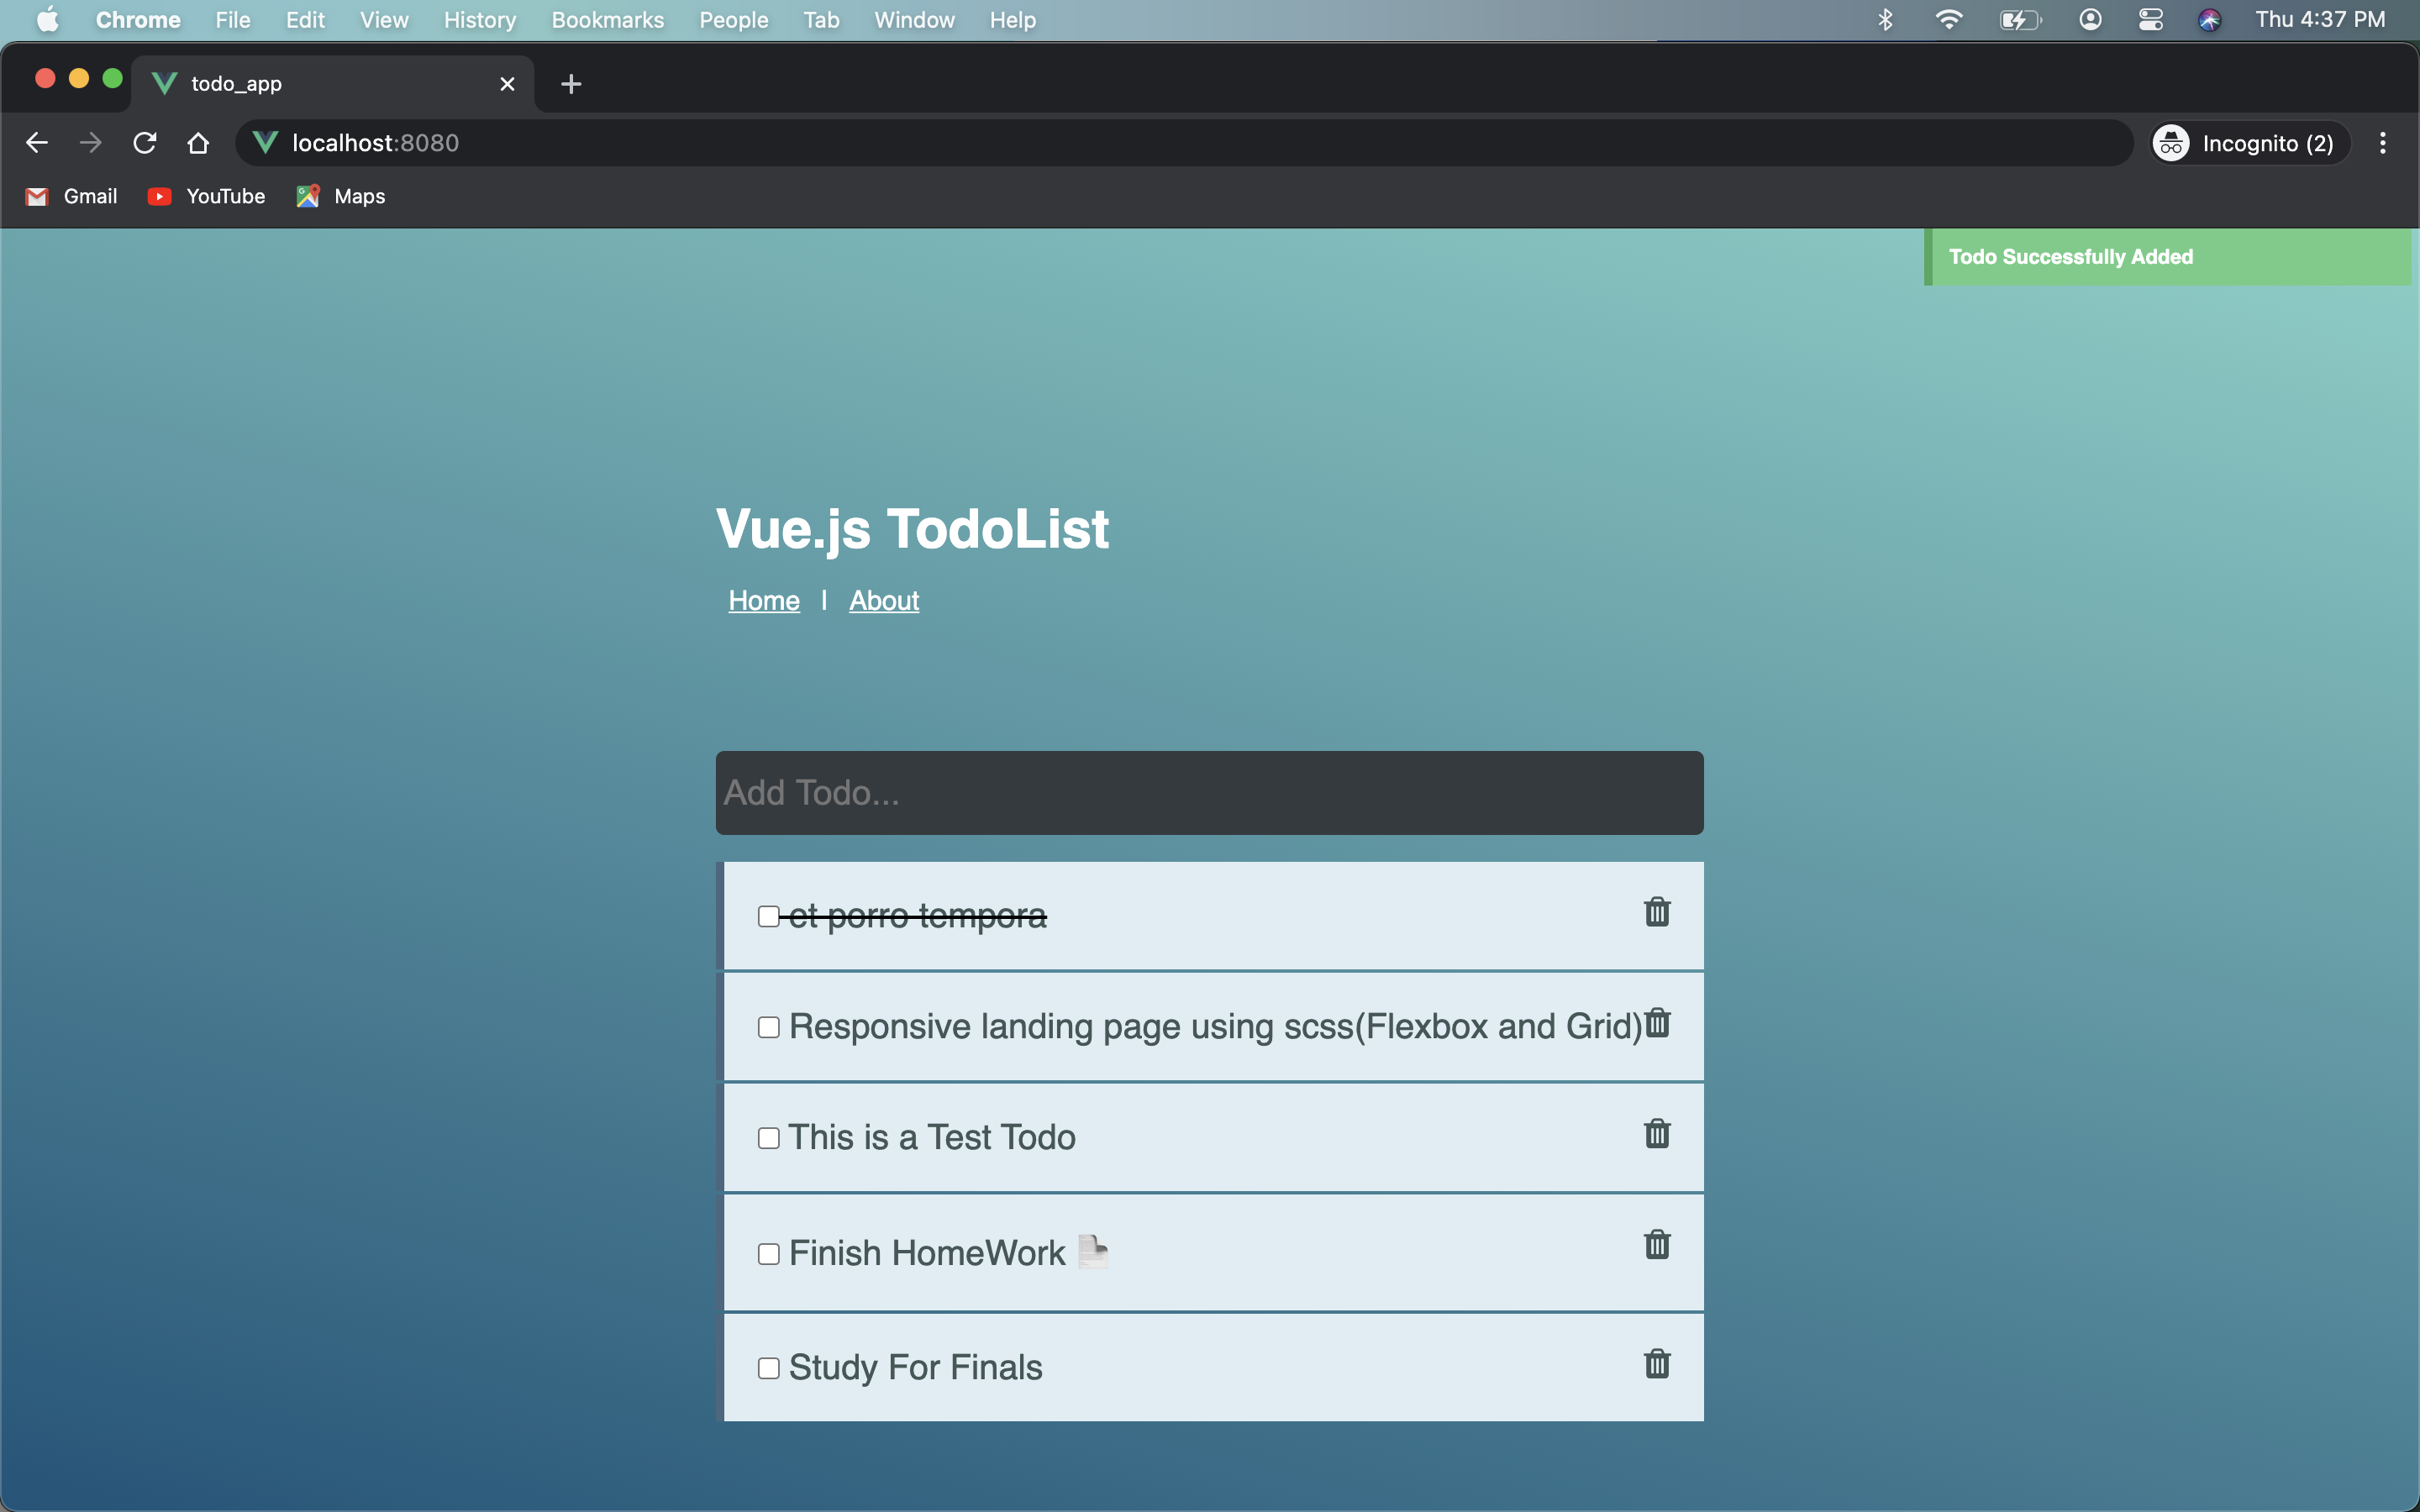 Chrome File Edit View History Bookmarks People Tab Window Help Thu 4:37 PM
todo_app
localhost:8080 Incognito (2)
Gmail YouTube Maps
Todo Successfully Added
Vue.js TodoList
Home | About
Add Todo...
et porro tempora
Responsive landing page using scss(Flexbox and Grid)
This is a Test Todo
Finish HomeWork
Study For Finals